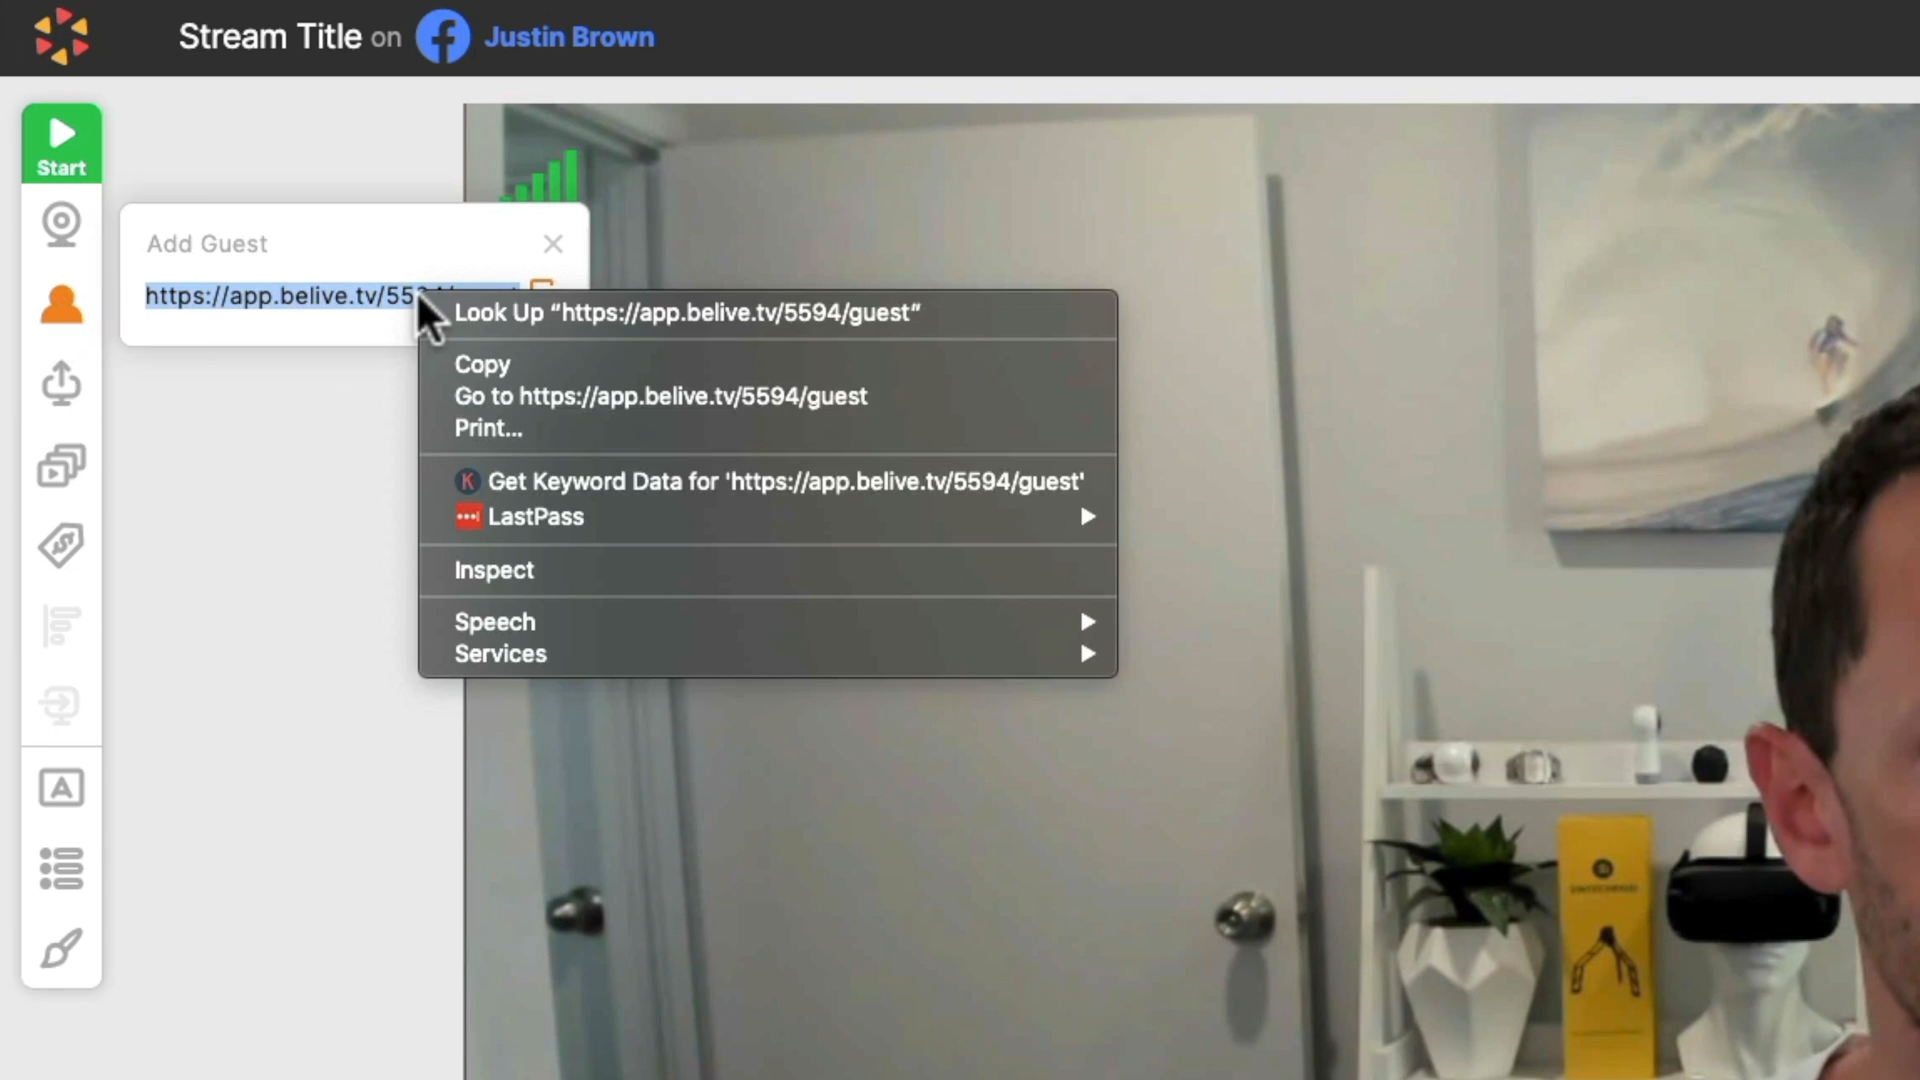 Stream Title on Justin Brown
Start
Add Guest
https://app.belive.tv/55
Look Up “https://app.belive.tv/5594/guest”
Copy
Go to https://app.belive.tv/5594/guest
Print...
K Get Keyword Data for 'https://app.belive.tv/5594/guest'
LastPass
Inspect
Speech
Services
A